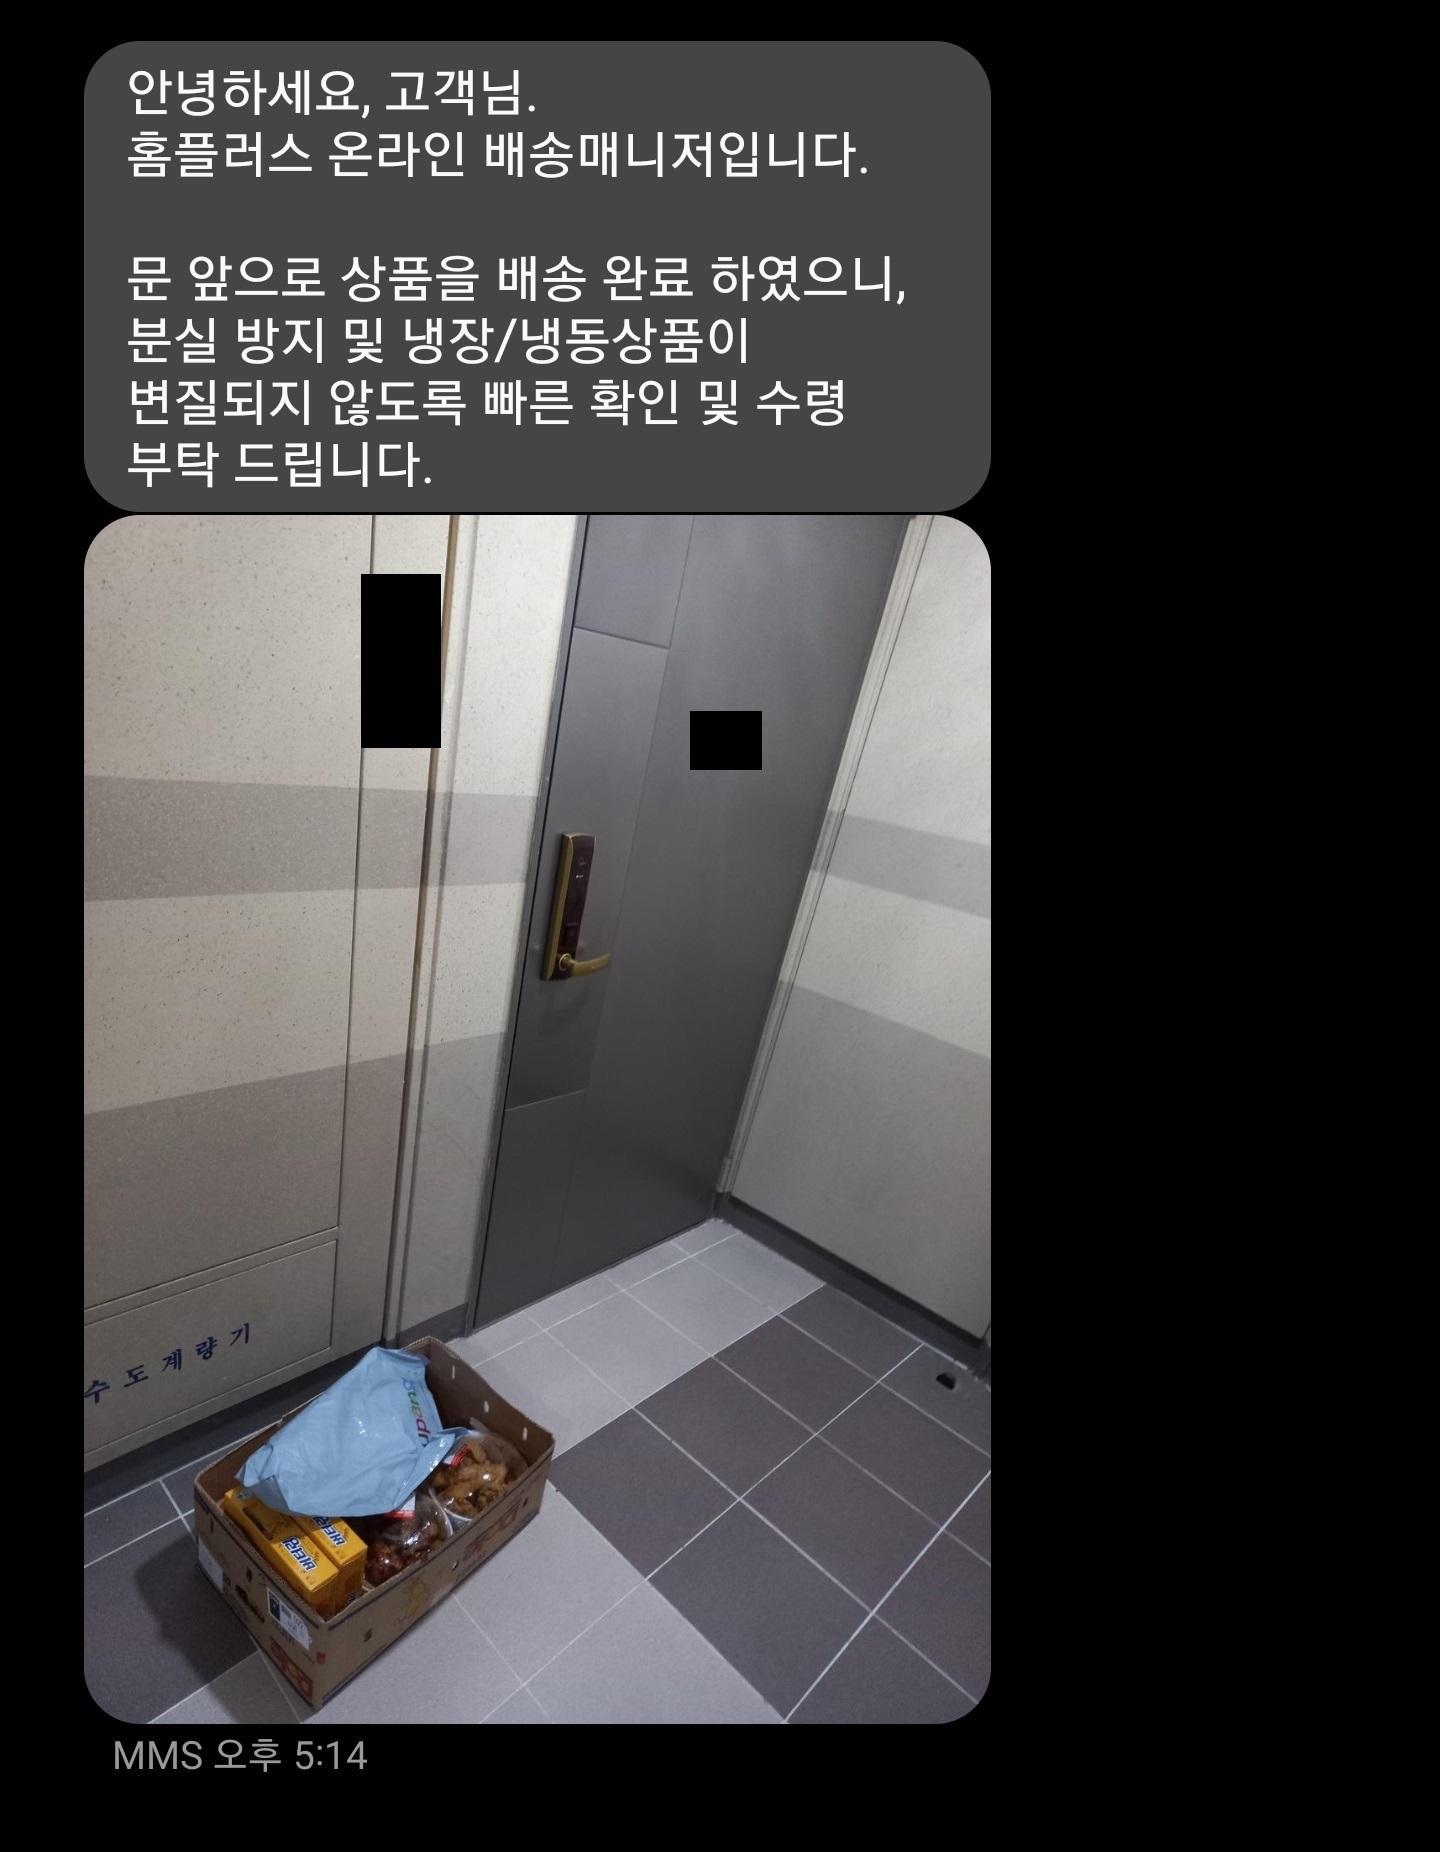 안녕하세요, 고객님.
홈플러스 온라인 배송매니저입니다.
문 앞으로 상품을 배송 완료 하였으니,
분실 방지 및 냉장/냉동상품이
변질되지 않도록 빠른 확인 및 수령
부탁 드립니다.
수도계량기
MMS 오후 5:14